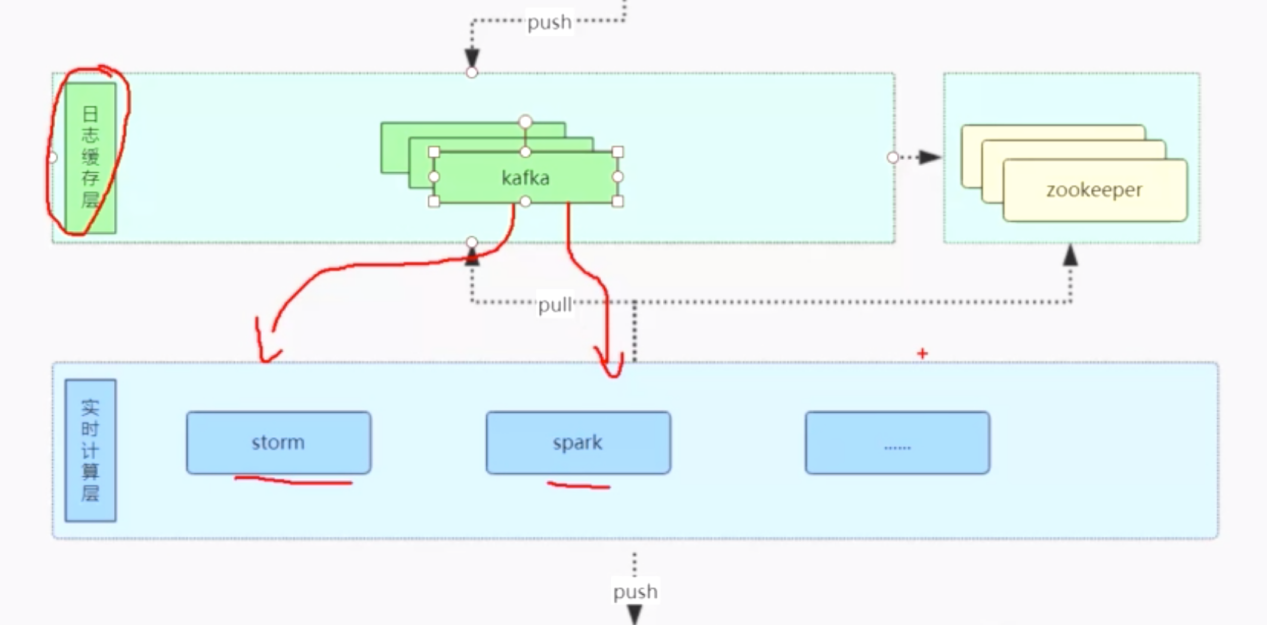 push
日志缓存层
kafka
zookeeper
pull
实时计算层
storm
spark
......
push